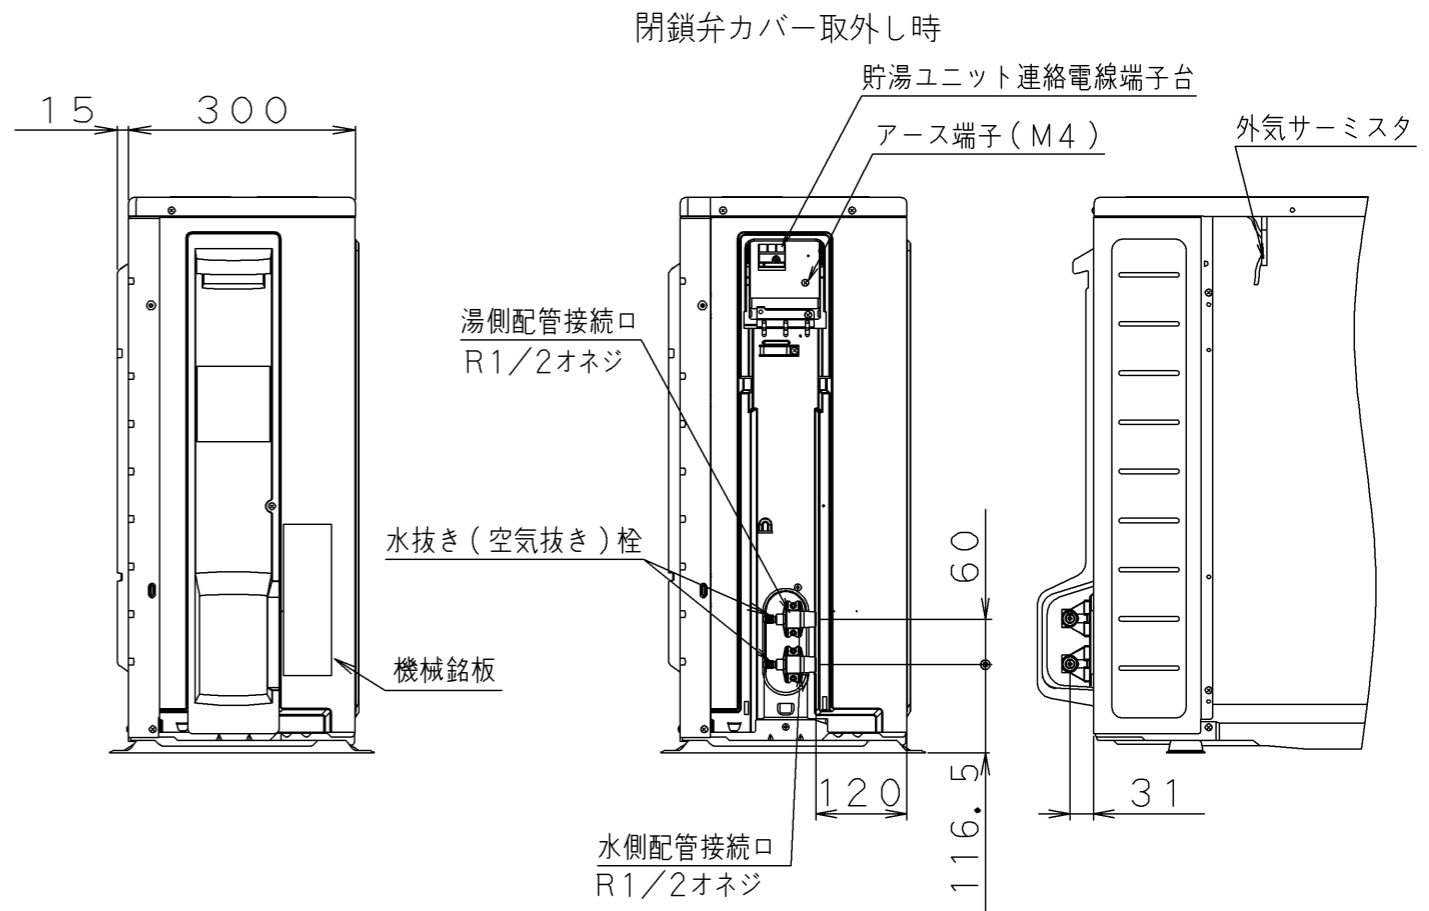 閉鎖弁カバー取外し時
貯湯ユニット連絡電線端子台
15
300
アース端子(M4)
外気サーミスタ
湯側配管接続口
R1/2オネジ
水抜き(空気抜き)栓
60
機械銘板
120
116.5
31
水側配管接続口
R1/2オネジ